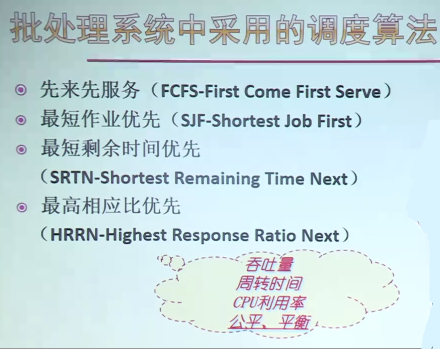 批处理系统中采用的调度算法
先来先服务（FCFS-First Come First Serve）
最短作业优先（SJF-Shortest Job First）
最短剩余时间优先
（SRTN-Shortest Remaining Time Next）
最高相应比优先
（HRRN-Highest Response Ratio Next）
吞吐量
周转时间
CPU利用率
公平、平衡